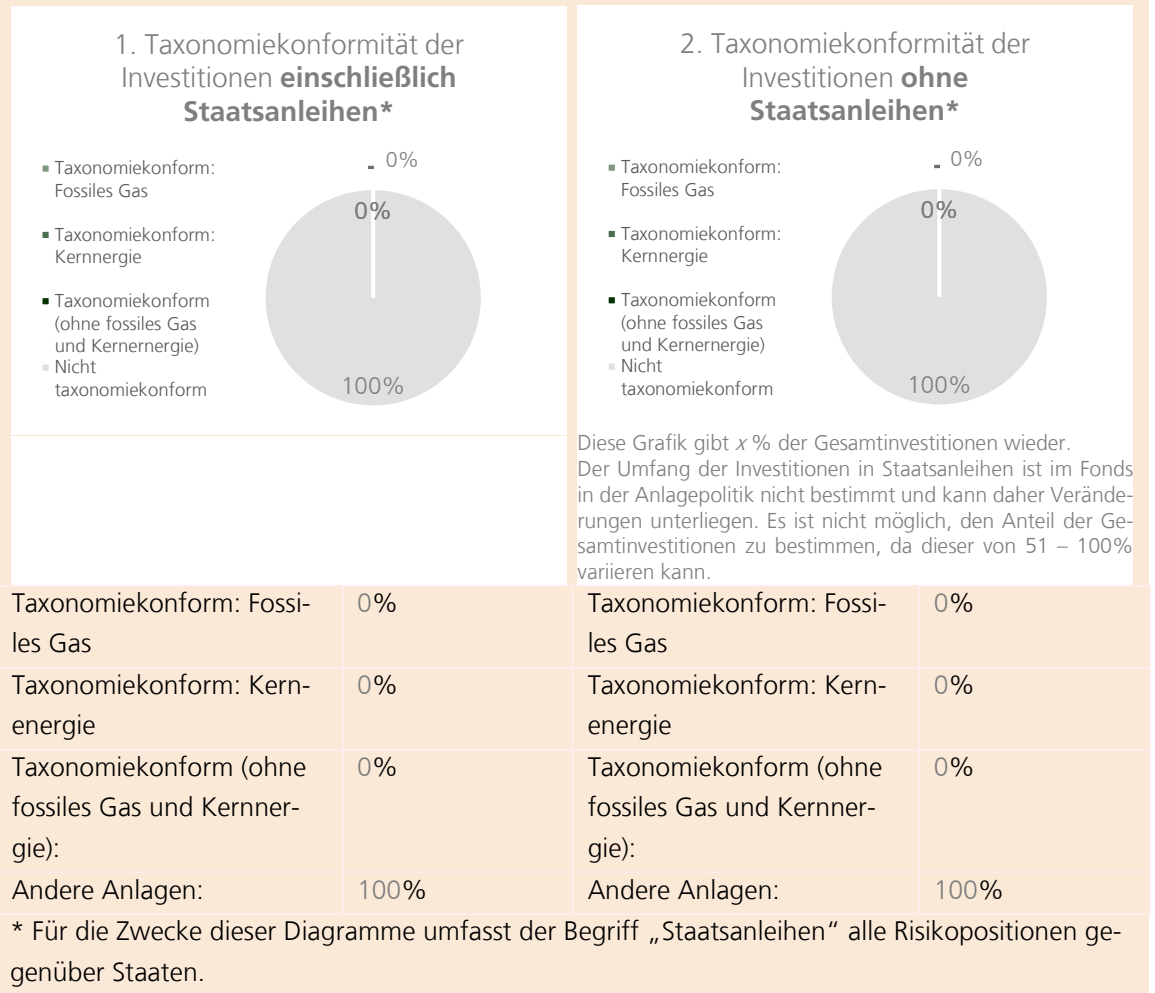 1. Taxonomiekonformität der
Investitionen einschließlich
Staatsanleihen*
Taxonomiekonform:
Fossiles Gas
Taxonomiekonform:
Kernnergie
Taxonomiekonform
(ohne fossiles Gas
und Kernernergie)
Nicht
taxonomiekonform
0%
0%
100%
2. Taxonomiekonformität der
Investitionen ohne
Staatsanleihen*
Taxonomiekonform:
Fossiles Gas
Taxonomiekonform:
Kernnergie
Taxonomiekonform
(ohne fossiles Gas
und Kernernergie)
Nicht
taxonomiekonform
0%
0%
100%
Diese Grafik gibt x % der Gesamtinvestitionen wieder.
Der Umfang der Investitionen in Staatsanleihen ist im Fonds
in der Anlagepolitik nicht bestimmt und kann daher Verände-
rungen unterliegen. Es ist nicht möglich, den Anteil der Ge-
samtinvestitionen zu bestimmen, da dieser von 51 – 100%
variieren kann.
Taxonomiekonform: Fossi- 0% Taxonomiekonform: Fossi- 0%
les Gas les Gas
Taxonomiekonform: Kern- 0% Taxonomiekonform: Kern- 0%
energie energie
Taxonomiekonform (ohne 0% Taxonomiekonform (ohne 0%
fossiles Gas und Kernner- fossiles Gas und Kernner-
gie): gie):
Andere Anlagen: 100% Andere Anlagen: 100%
* Für die Zwecke dieser Diagramme umfasst der Begriff „Staatsanleihen" alle Risikopositionen ge-
genüber Staaten.